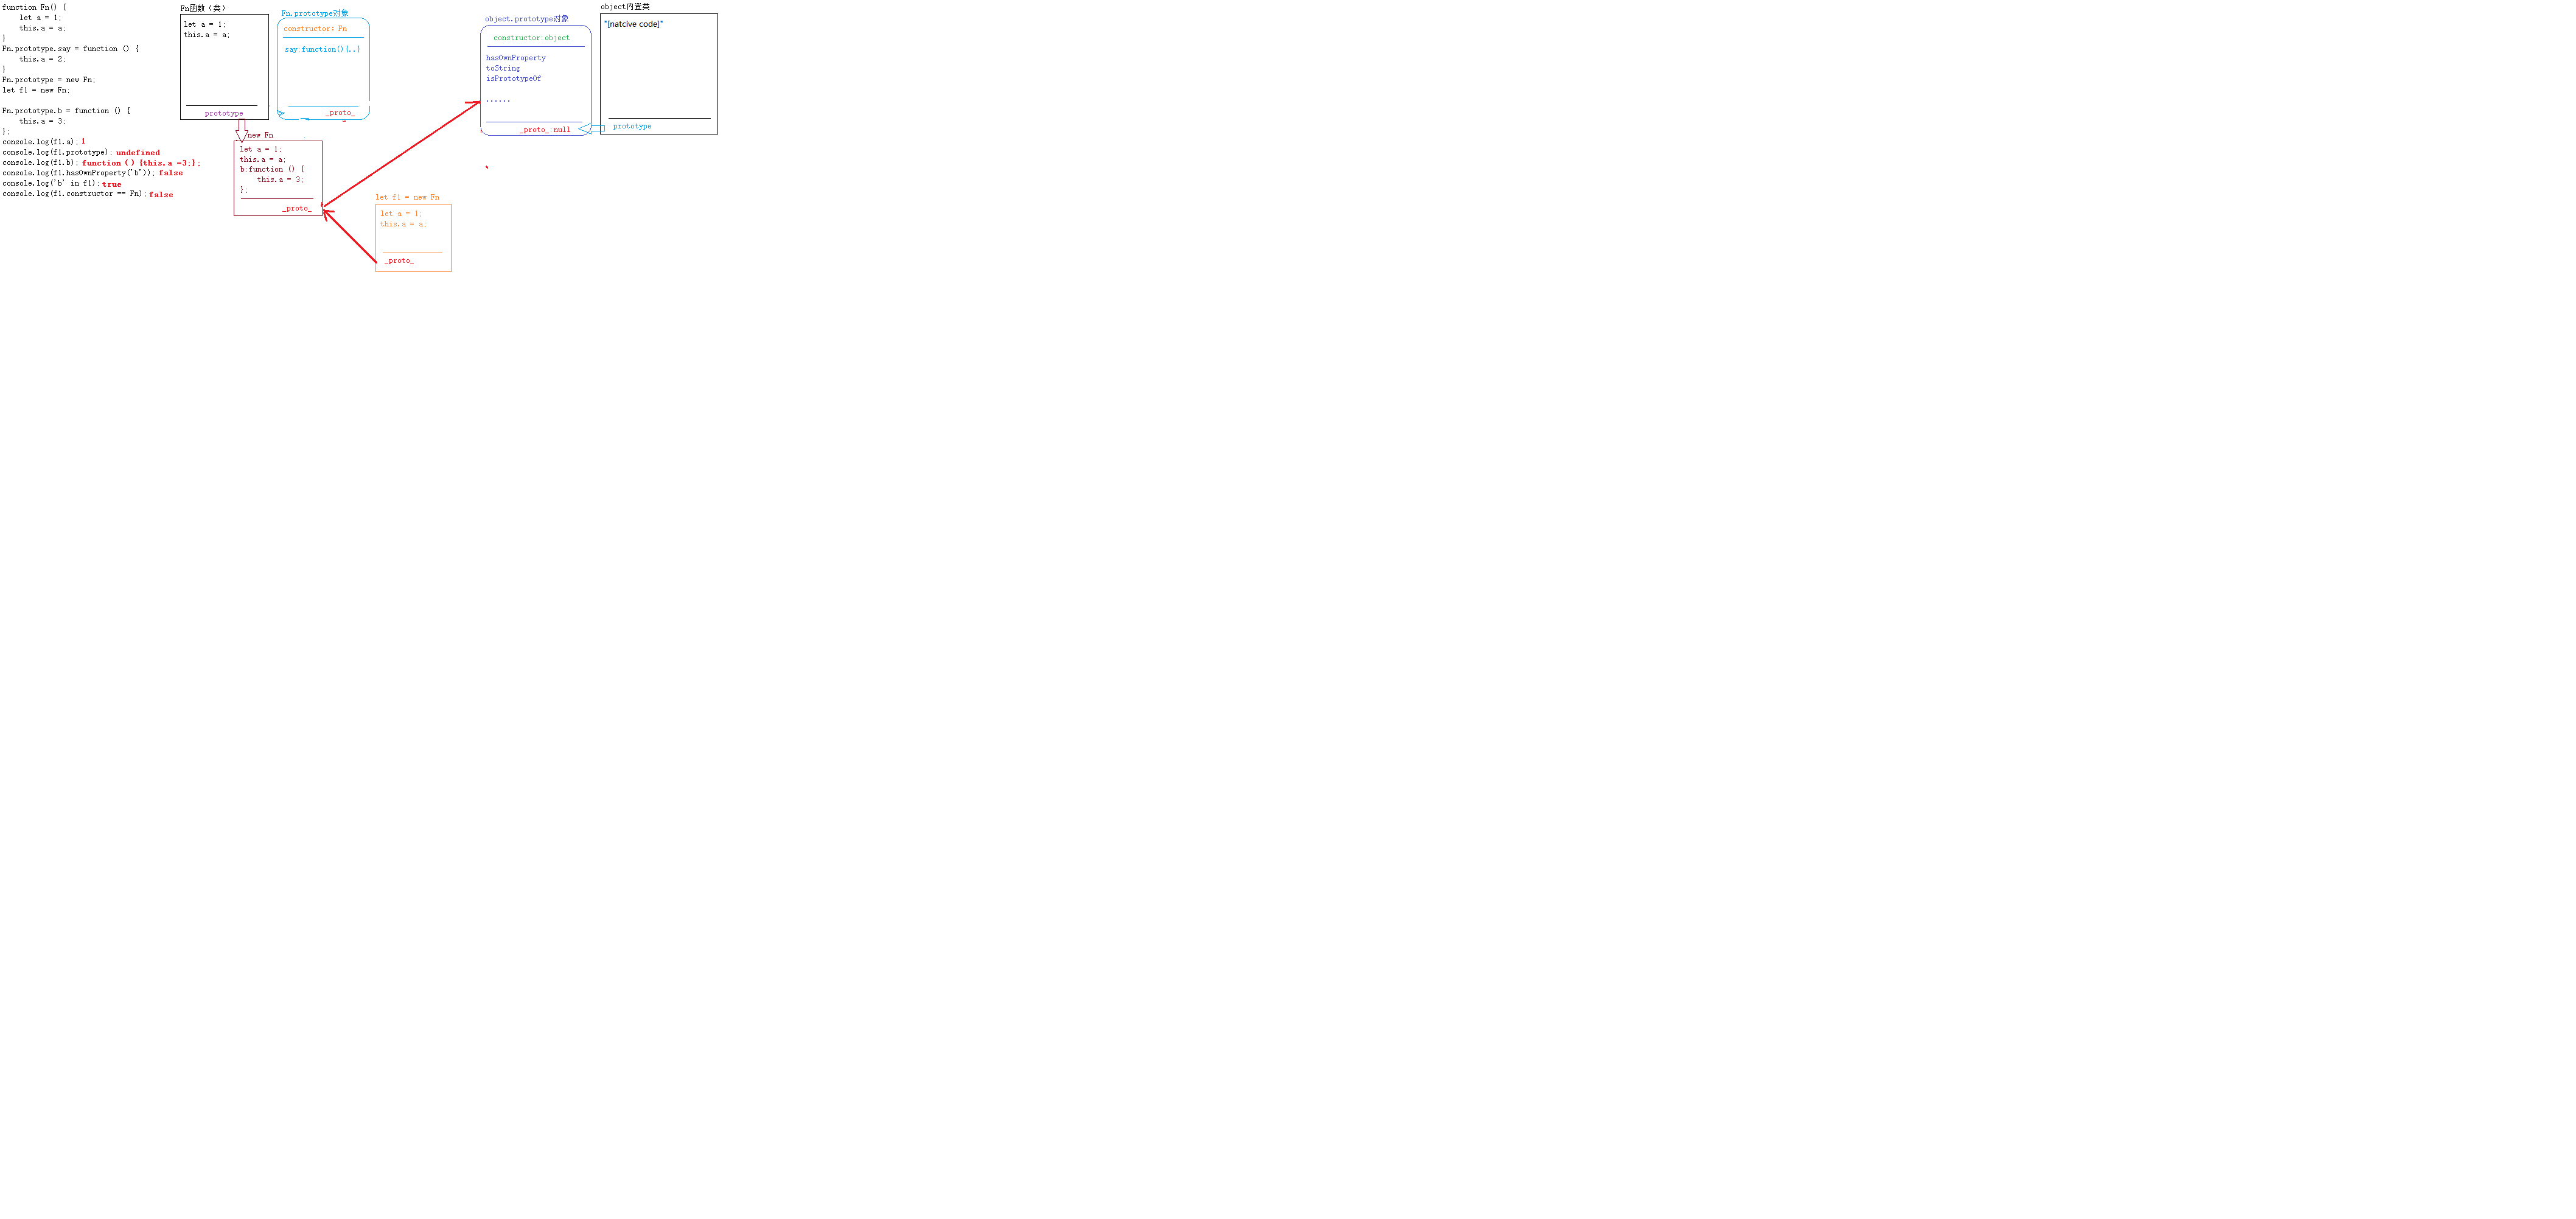 function Fn() {
let a = 1;
this.a = a;
}
Fn.prototype.say = function () {
this.a = 2;
}
Fn.prototype = new Fn;
let f1 = new Fn;
Fn.prototype.b = function () {
this.a = 3;
};
console.log(f1.a); 1
console.log(f1.prototype); undefined
console.log(f1.b); function () {this.a =3;};
console.log(f1.hasOwnProperty('b')); false
console.log('b' in f1); true
console.log(f1.constructor == Fn); false
Fn函数（类）
let a = 1;
this.a = a;
prototype
Fn.prototype对象
constructor: Fn
say:function(){..}
_proto_
new Fn
let a = 1;
this.a = a;
b:function () {
this.a = 3;
};
_proto_
let f1 = new Fn
let a = 1;
this.a = a;
_proto_
object.prototype对象
constructor:object
hasOwnProperty
toString
isPrototypeOf
......
_proto_:null
object内置类
"[natcive code]"
prototype